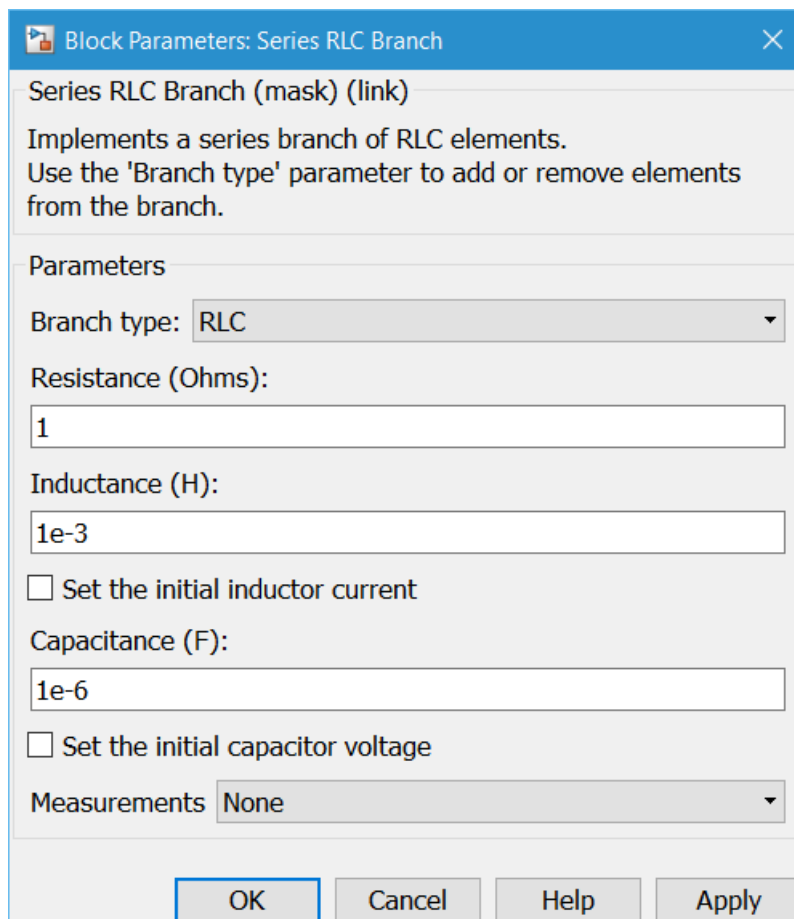 Block Parameters: Series RLC Branch
Series RLC Branch (mask) (link)
Implements a series branch of RLC elements.
Use the 'Branch type' parameter to add or remove elements
from the branch.
Parameters
Branch type: RLC
Resistance (Ohms):
1
Inductance (H):
1e-3
Set the initial inductor current
Capacitance (F):
1e-6
Set the initial capacitor voltage
Measurements None
OK Cancel Help Apply